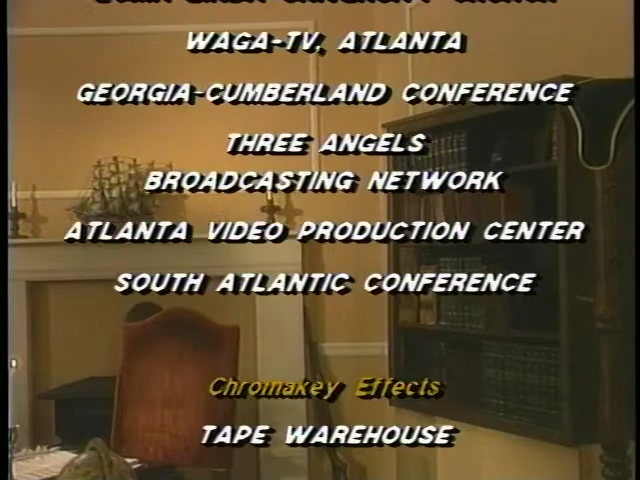 WAGA-TV, ATLANTA
GEORGIA-CUMBERLAND CONFERENCE
THREE ANGELS
BROADCASTING NETWORK
ATLANTA VIDEO PRODUCTION CENTER
SOUTH ATLANTIC CONFERENCE
Chromakey Effects
TAPE WAREHOUSE